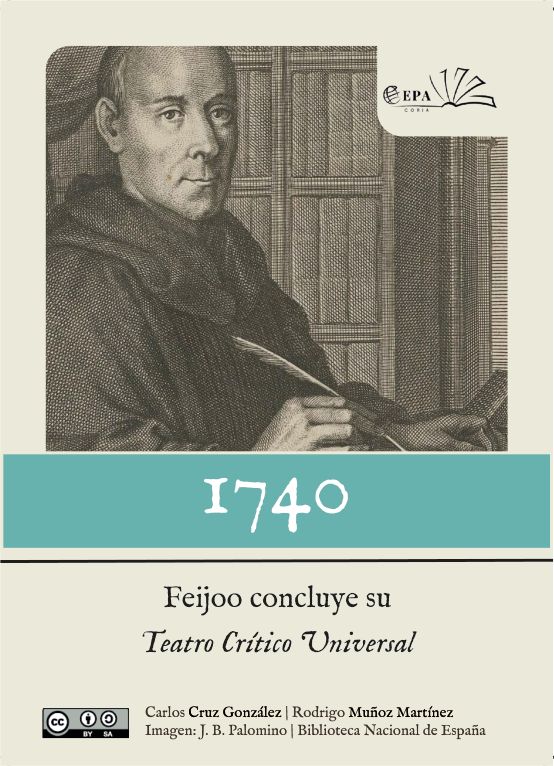 CEPA
CORIA
1740
Feijoo concluye su
Teatro Crítico Universal
cc
BY SA
Carlos Cruz González | Rodrigo Muñoz Martínez
Imagen: J. B. Palomino | Biblioteca Nacional de España